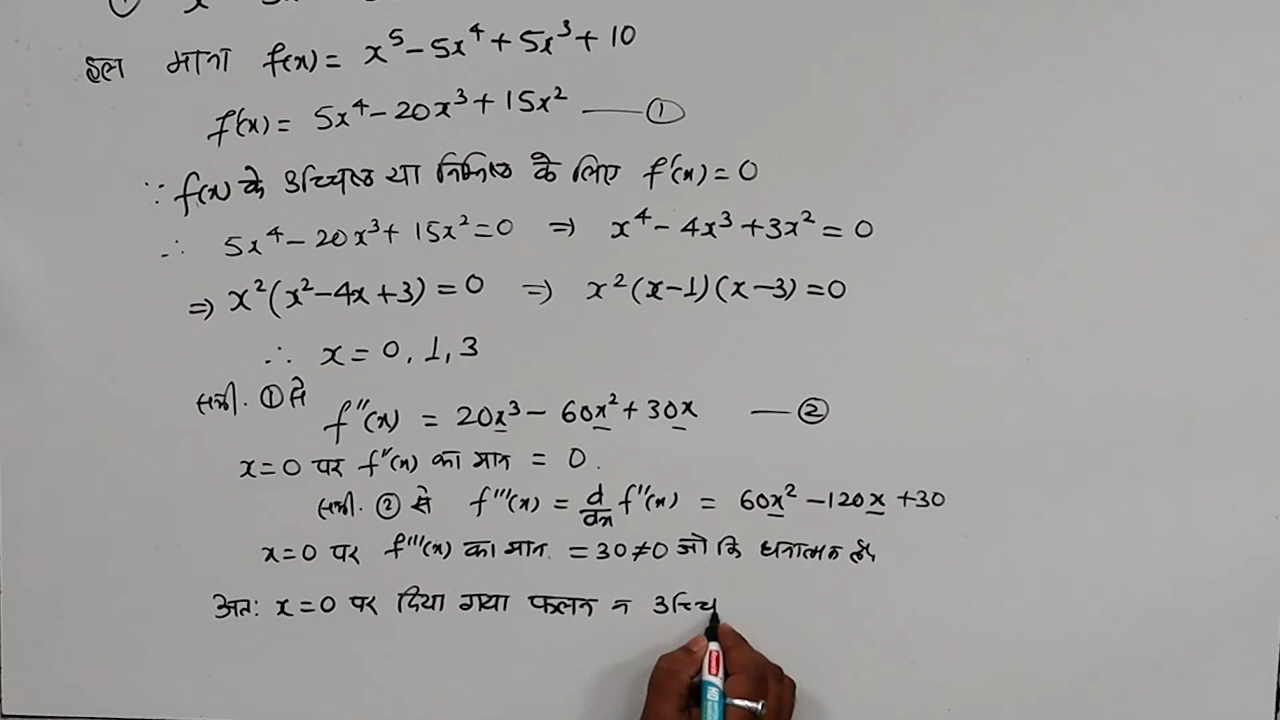 हल माना f(x) = x⁵ - 5x⁴ + 5x³ + 10
f'(x) = 5x⁴ - 20x³ + 15x² —— ①
∵ f(x) के उच्चिष्ठ या निम्निष्ठ के लिए f'(x) = 0
∴ 5x⁴ - 20x³ + 15x² = 0 ⇒ x⁴ - 4x³ + 3x² = 0
⇒ x²(x² - 4x + 3) = 0 ⇒ x²(x-1)(x-3) = 0
∴ x = 0, 1, 3
समी. ① से
f''(x) = 20x³ - 60x² + 30x —— ②
x = 0 पर f''(x) का मान = 0.
समी. ② से f'''(x) = d/dx f''(x) = 60x² - 120x + 30
x = 0 पर f'''(x) का मान. = 30 ≠ 0 जो कि धनात्मक है,
अतः x = 0 पर दिया गया फलन न उच्चि